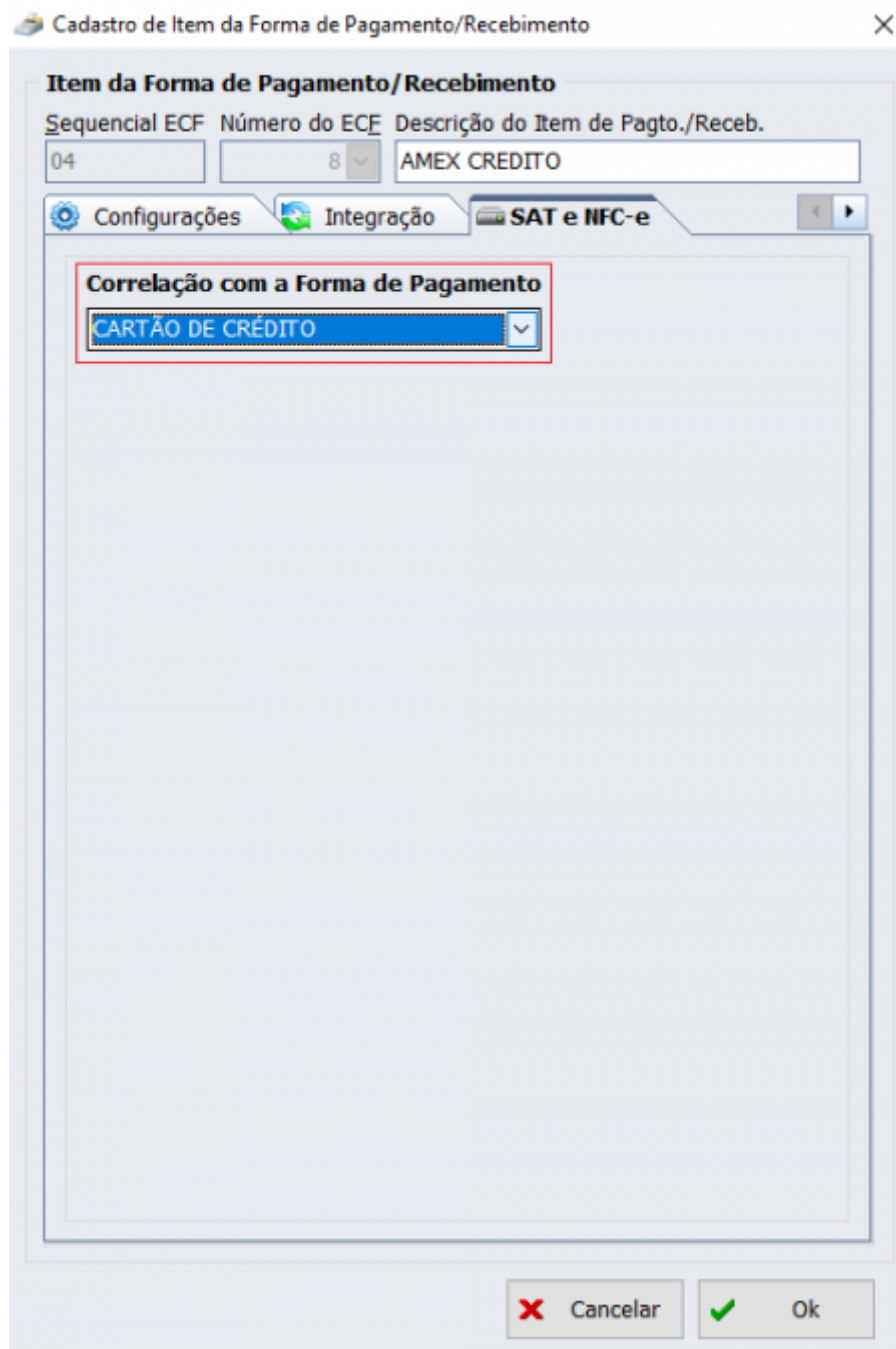 Cadastro de Item da Forma de Pagamento/Recebimento
Item da Forma de Pagamento/Recebimento
Sequencial ECF Número do ECF Descrição do Item de Pagto./Receb.
04 8 AMEX CREDITO
Configurações Integração SAT e NFC-e
Correlação com a Forma de Pagamento
CARTÃO DE CRÉDITO
Cancelar Ok